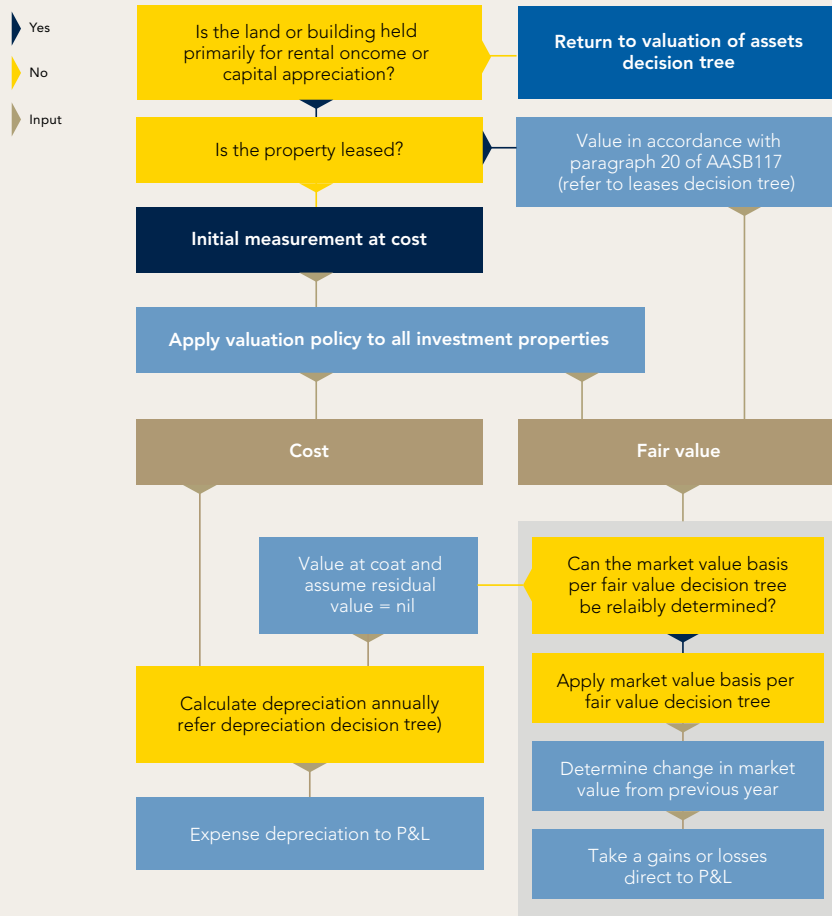 Yes
No
Input
Is the land or building held
primarily for rental oncome or
capital appreciation?
Return to valuation of assets
decision tree
Is the property leased?
Value in accordance with
paragraph 20 of AASB117
(refer to leases decision tree)
Initial measurement at cost
Apply valuation policy to all investment properties
Cost
Fair value
Value at coat and
assume residual
value = nil
Can the market value basis
per fair value decision tree
be relaibly determined?
Calculate depreciation annually
refer depreciation decision tree)
Apply market value basis per
fair value decision tree
Determine change in market
value from previous year
Expense depreciation to P&L
Take a gains or losses
direct to P&L